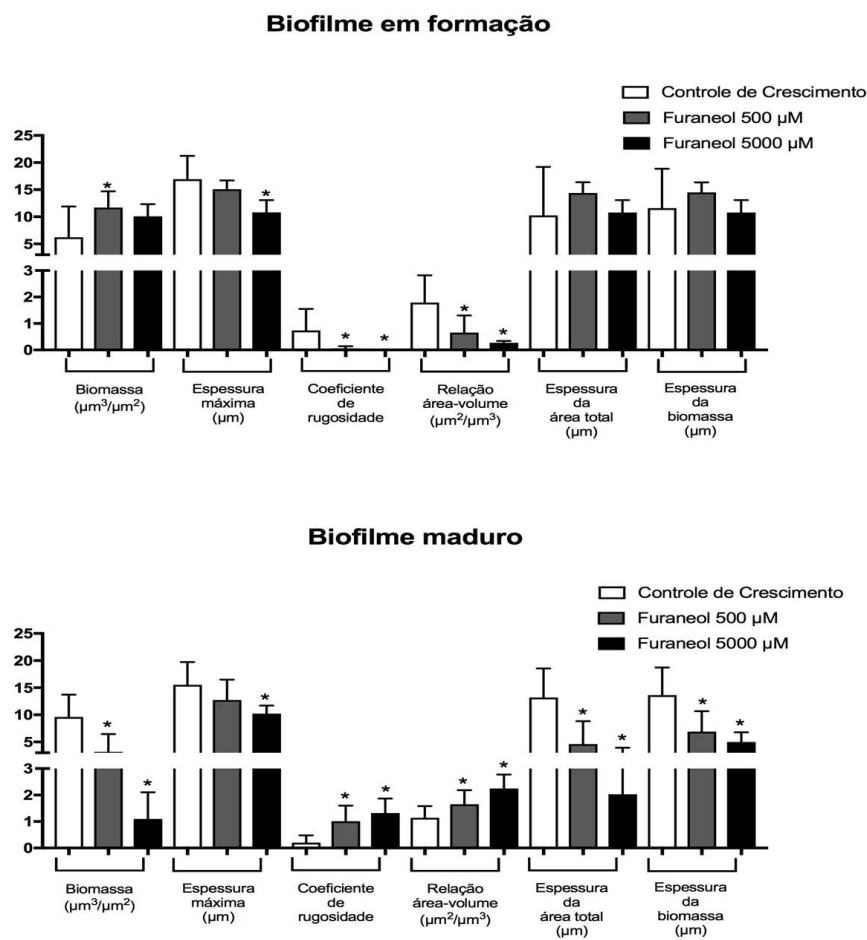 Biofilme em formação
Controle de Crescimento
Furaneol 500 µM
Furaneol 5000 µM
25
20
15
10
5
3
2
1
0
* * * * * *
Biomassa
(µm³/µm²)
Espessura
máxima
(µm)
Coeficiente
de
rugosidade
Relação
área-volume
(µm²/µm³)
Espessura
da
área total
(µm)
Espessura
da
biomassa
(µm)
Biofilme maduro
Controle de Crescimento
Furaneol 500 µM
Furaneol 5000 µM
25
20
15
10
5
3
2
1
0
* * * * * * * * * * *
Biomassa
(µm³/µm²)
Espessura
máxima
(µm)
Coeficiente
de
rugosidade
Relação
área-volume
(µm²/µm³)
Espessura
da
área total
(µm)
Espessura
da
biomassa
(µm)